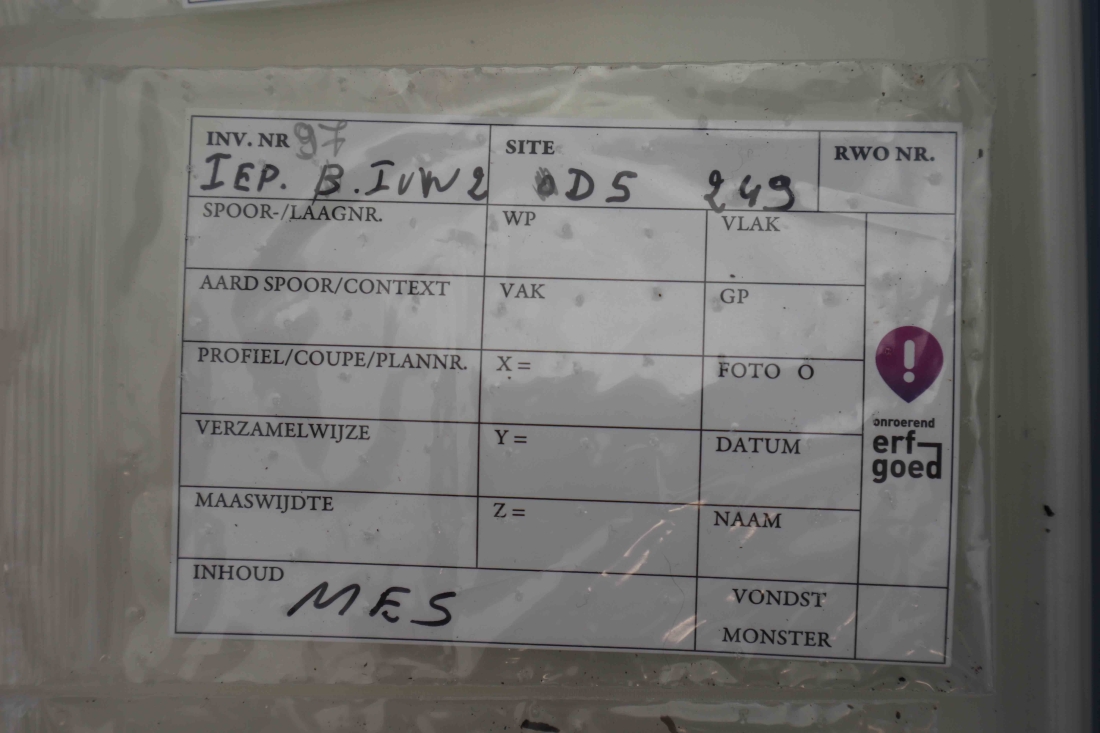 INV. NR 97 SITE RWO NR.
IEP. B. IVW2 ODS 249
SPOOR-/LAAGNR. WP VLAK
AARD SPOOR/CONTEXT VAK GP
PROFIEL/COUPE/PLANNR. X = FOTO O
VERZAMELWIJZE Y = DATUM
MAASWIJDTE Z = NAAM
INHOUD MES VONDST
MONSTER
onroerend
erf-
goed